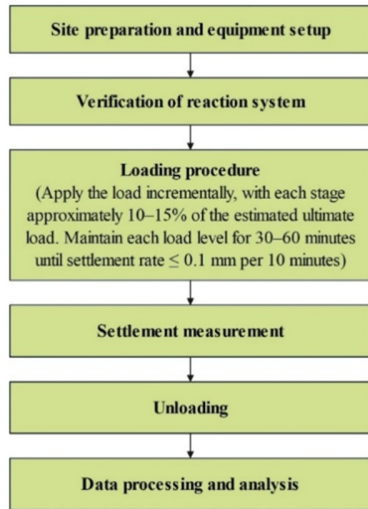 Site preparation and equipment setup
Verification of reaction system
Loading procedure
(Apply the load incrementally, with each stage
approximately 10–15% of the estimated ultimate
load. Maintain each load level for 30–60 minutes
until settlement rate ≤ 0.1 mm per 10 minutes)
Settlement measurement
Unloading
Data processing and analysis